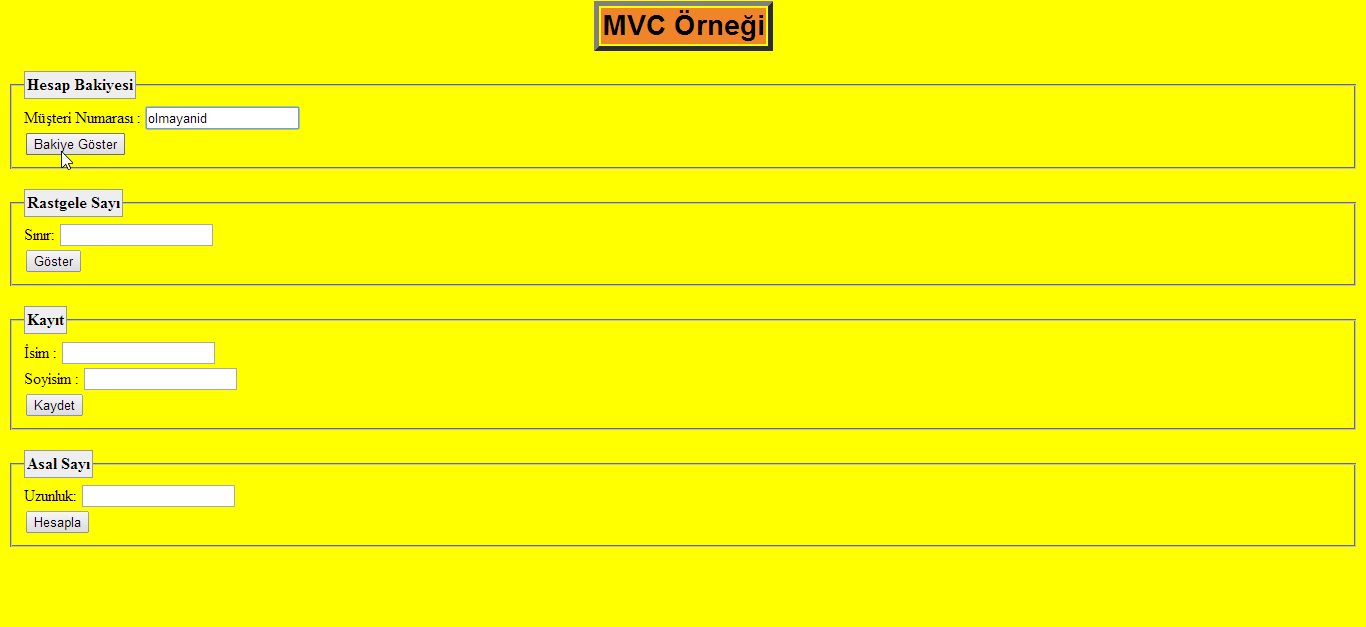 MVC Örneği
Hesap Bakiyesi
Müşteri Numarası : olmayanid
Bakiye Göster
Rastgele Sayı
Sınır:
Göster
Kayıt
İsim :
Soyisim :
Kaydet
Asal Sayı
Uzunluk:
Hesapla